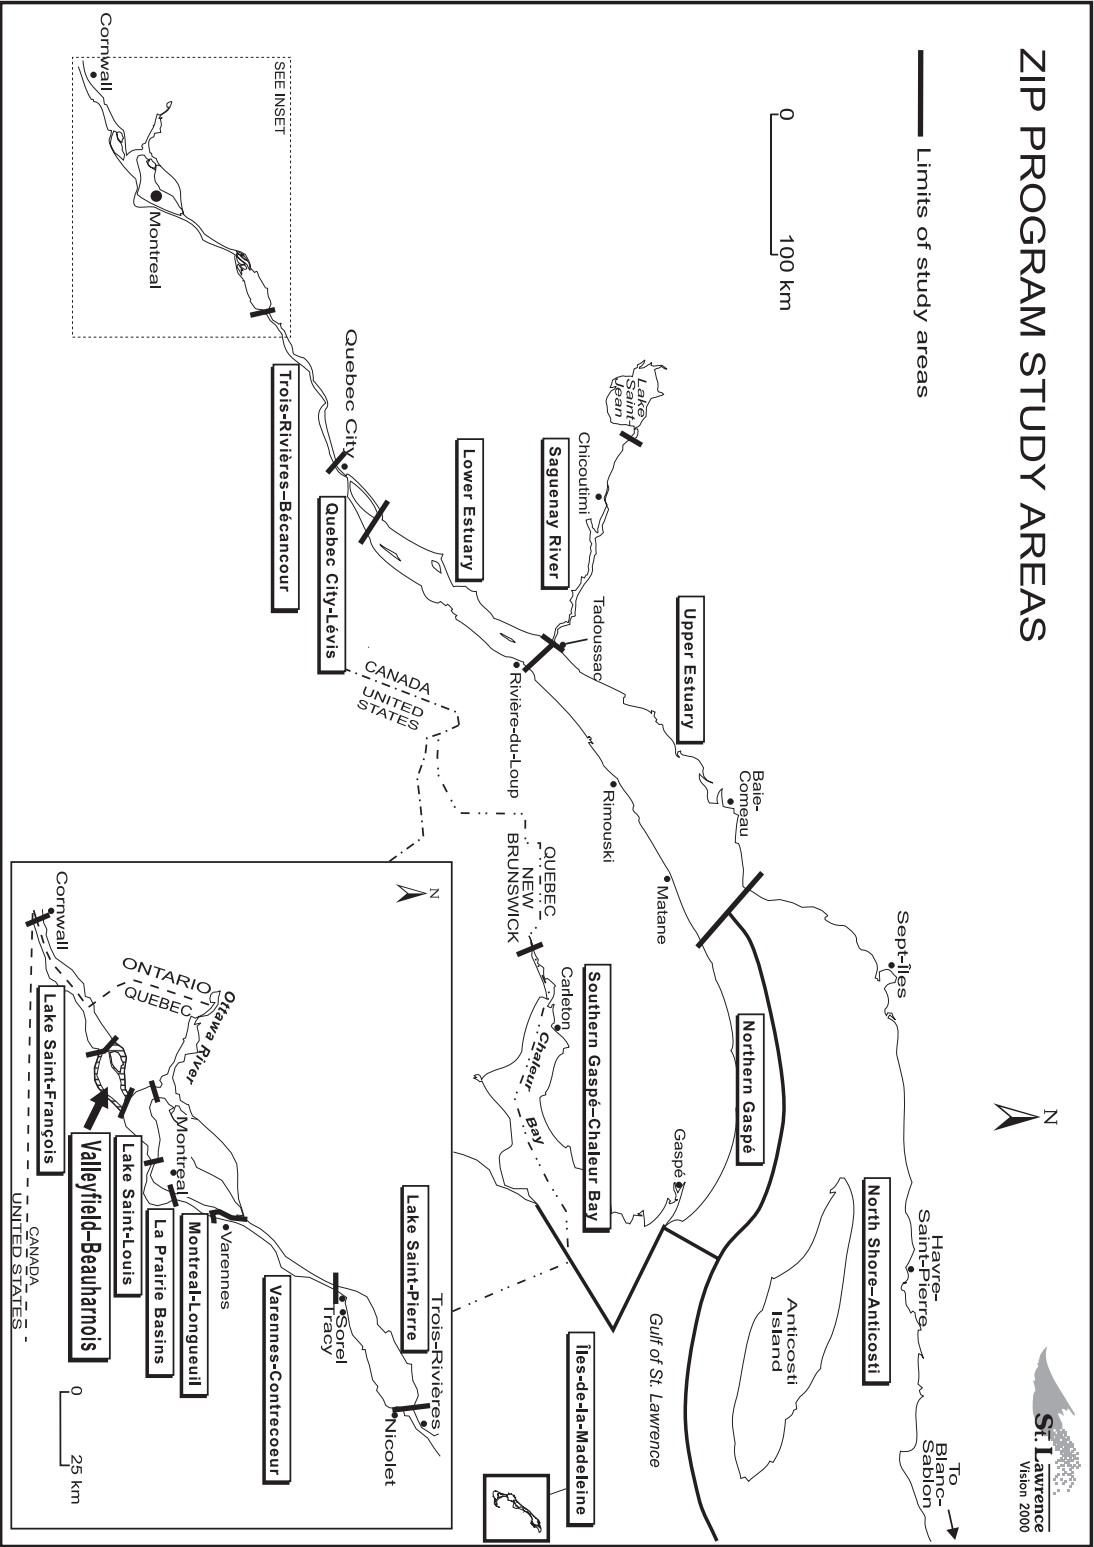 ZIP PROGRAM STUDY AREAS
Limits of study areas
0
100 km
SEE INSET
Cornwall
Montreal
Quebec City
Trois-Rivières–Bécancour
Quebec City-Lévis
Lower Estuary
Lake
Saint-
Jean
Chicoutimi
Saguenay River
Tadoussac
Upper Estuary
Rivière-du-Loup
CANADA
UNITED
STATES
Rimouski
Baie-
Comeau
Matane
QUEBEC
NEW
BRUNSWICK
Sept-Îles
Carleton
Chaleur
Bay
Southern Gaspé–Chaleur Bay
Northern Gaspé
Gaspé
N
Havre-
Saint-Pierre
North Shore–Anticosti
Anticosti
Island
Gulf of St. Lawrence
Îles-de-la-Madeleine
To
Blanc-
Sablon
St. Lawrence
Vision 2000
N
Cornwall
ONTARIO
QUEBEC
Ottawa River
Lake Saint-François
Valleyfield–Beauharnois
Lake Saint-Louis
La Prairie Basins
Montreal-Longueuil
Montreal
Varennes
Varennes-Contrecoeur
Sorel
Tracy
Lake Saint-Pierre
Trois-Rivières
Nicolet
CANADA
UNITED STATES
0
25 km